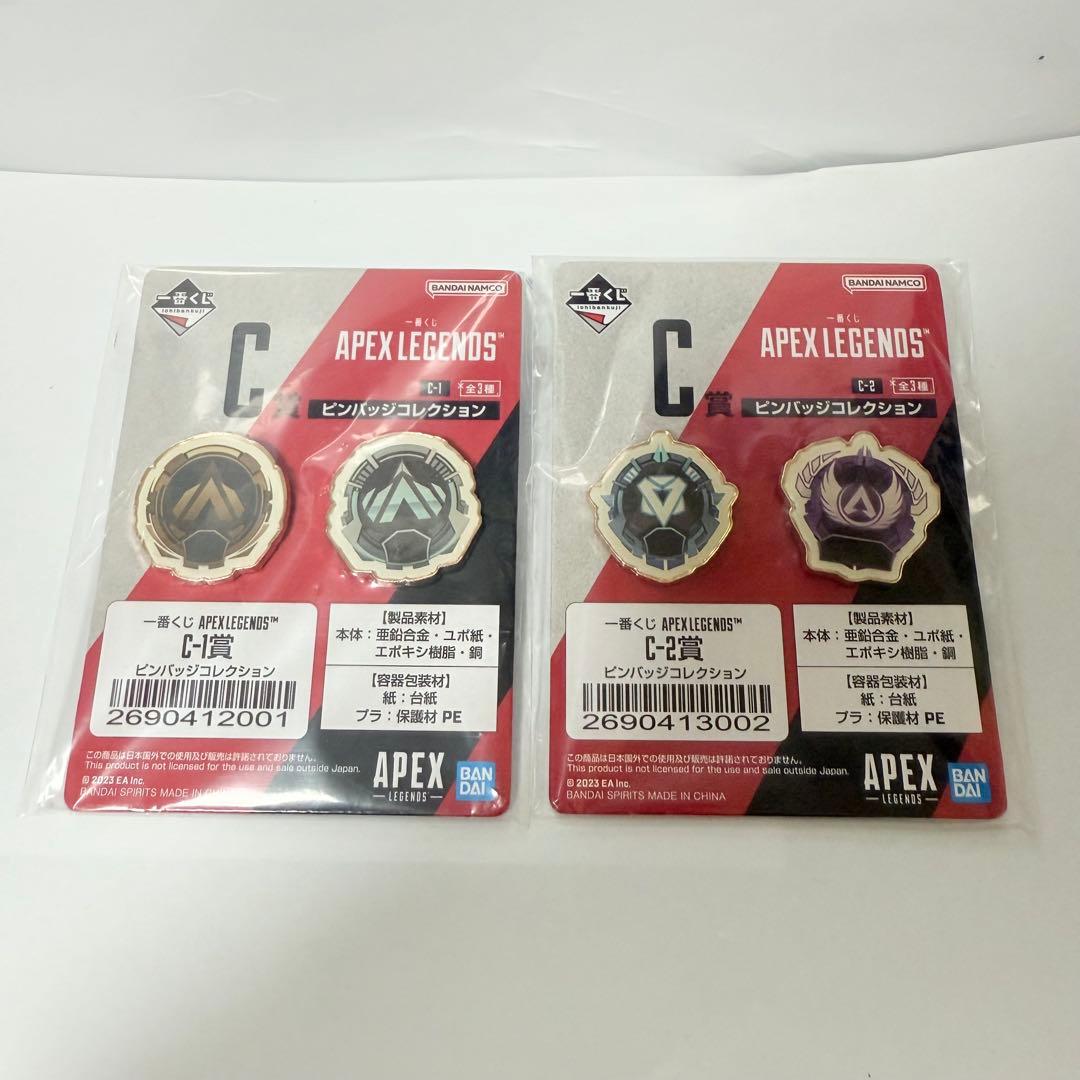 一番くじ
ichibankuji
BANDAI NAMCO
一番くじ
APEX LEGENDS™
C賞
C-1
全3種
ピンバッジコレクション
一番くじ APEX LEGENDS™
C-1賞
ピンバッジコレクション
2690412001
【製品素材】
本体：亜鉛合金・ユポ紙・
エポキシ樹脂・銅
【容器包装材】
紙：台紙
プラ：保護材 PE
この商品は日本国外での使用及び販売は許諾されておりません。
This product is not licensed for the use and sale outside Japan.
© 2023 EA Inc.
BANDAI SPIRITS MADE IN CHINA
APEX
LEGENDS
BAN
DAI
一番くじ
ichibankuji
BANDAI NAMCO
一番くじ
APEX LEGENDS™
C賞
C-2
全3種
ピンバッジコレクション
一番くじ APEX LEGENDS™
C-2賞
ピンバッジコレクション
2690413002
【製品素材】
本体：亜鉛合金・ユポ紙・
エポキシ樹脂・銅
【容器包装材】
紙：台紙
プラ：保護材 PE
この商品は日本国外での使用及び販売は許諾されておりません。
This product is not licensed for the use and sale outside Japan.
© 2023 EA Inc.
BANDAI SPIRITS MADE IN CHINA
APEX
LEGENDS
BAN
DAI